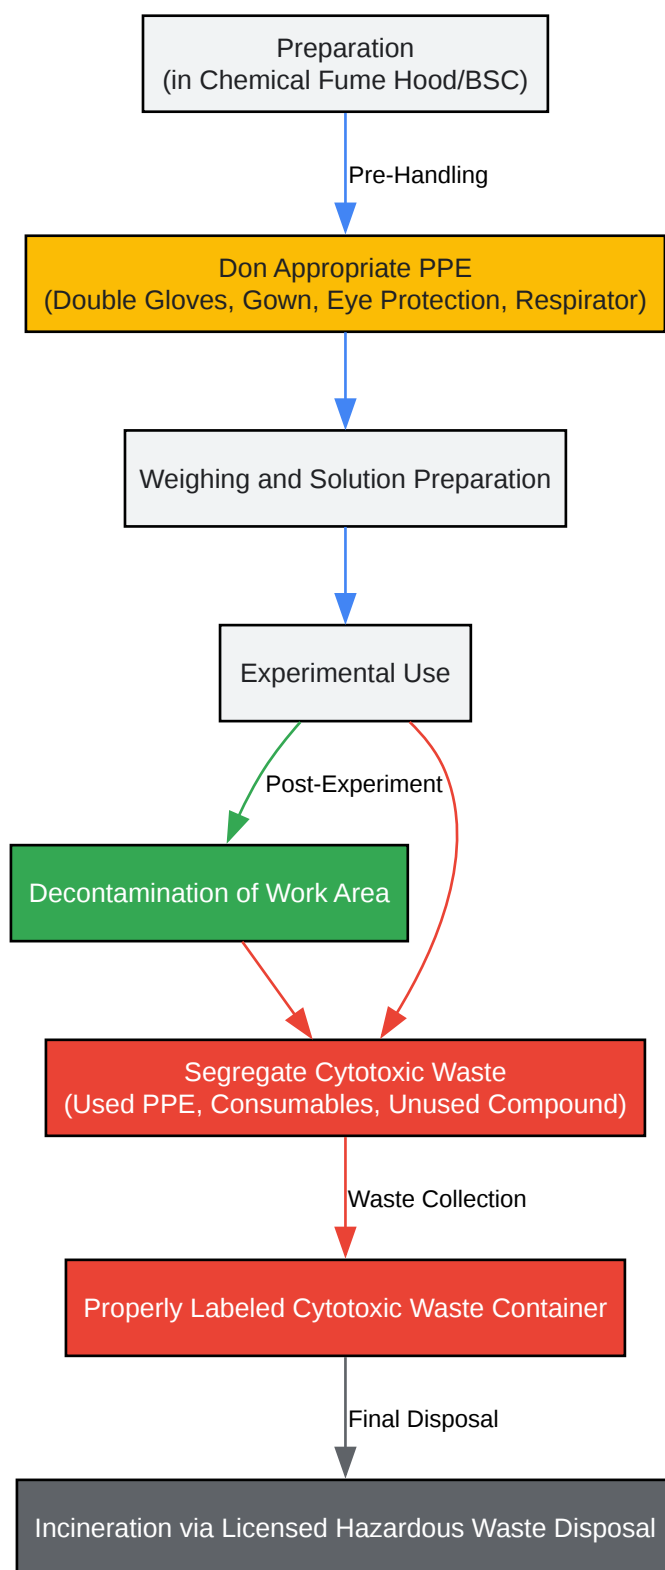 Preparation
(in Chemical Fume Hood/BSC)
Pre-Handling
Don Appropriate PPE
(Double Gloves, Gown, Eye Protection, Respirator)
Weighing and Solution Preparation
Experimental Use
Post-Experiment
Decontamination of Work Area
Segregate Cytotoxic Waste
(Used PPE, Consumables, Unused Compound)
Waste Collection
Properly Labeled Cytotoxic Waste Container
Final Disposal
Incineration via Licensed Hazardous Waste Disposal